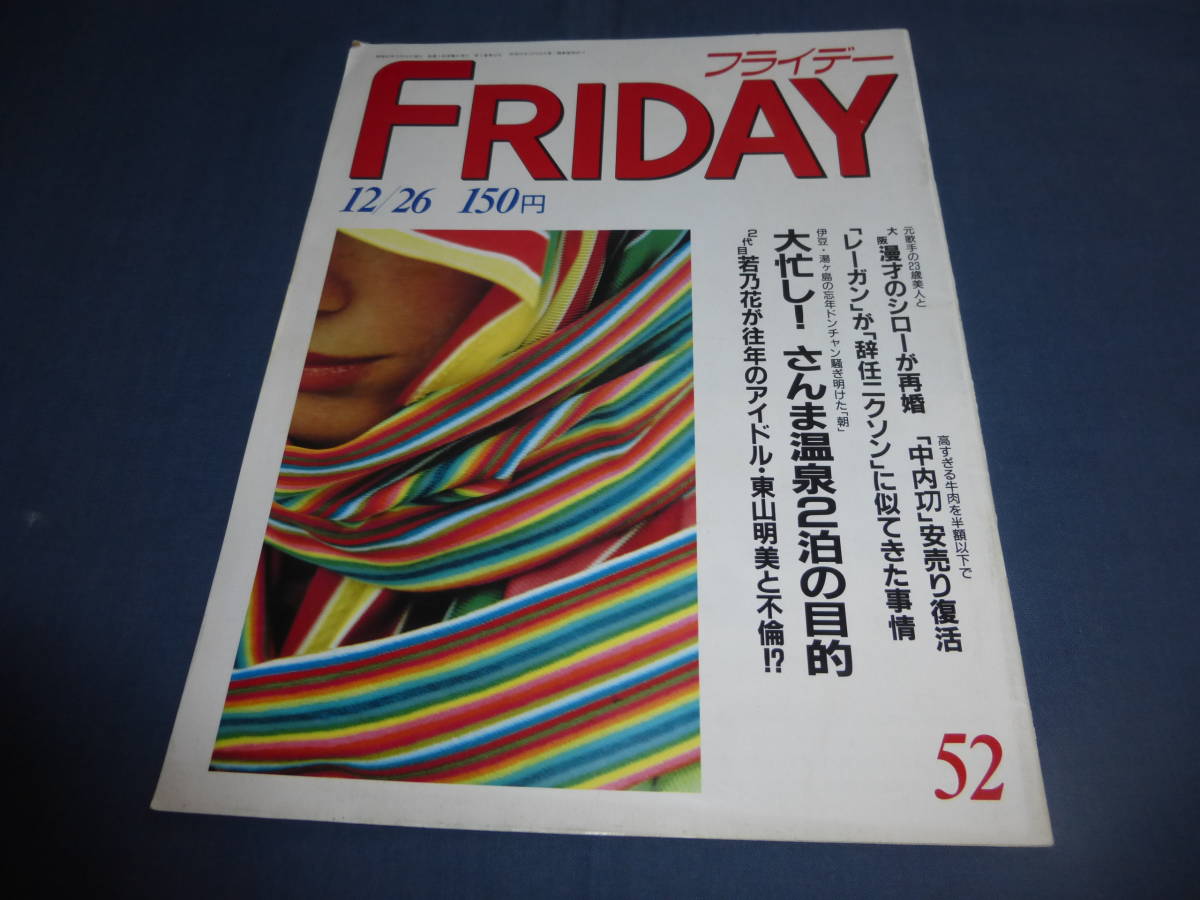 フライデー
FRIDAY
12/26 150円
元歌手の23歳美人と
大阪漫才のシローが再婚
高すぎる牛肉を半額以下で
「中内㓛」安売り復活
「レーガン」が「辞任ニクソン」に似てきた事情
伊豆・湯ヶ島の忘年ドンチャン騒ぎ明けた「朝」
大忙し! さんま温泉2泊の目的
2代目若乃花が往年のアイドル・東山明美と不倫!?
52